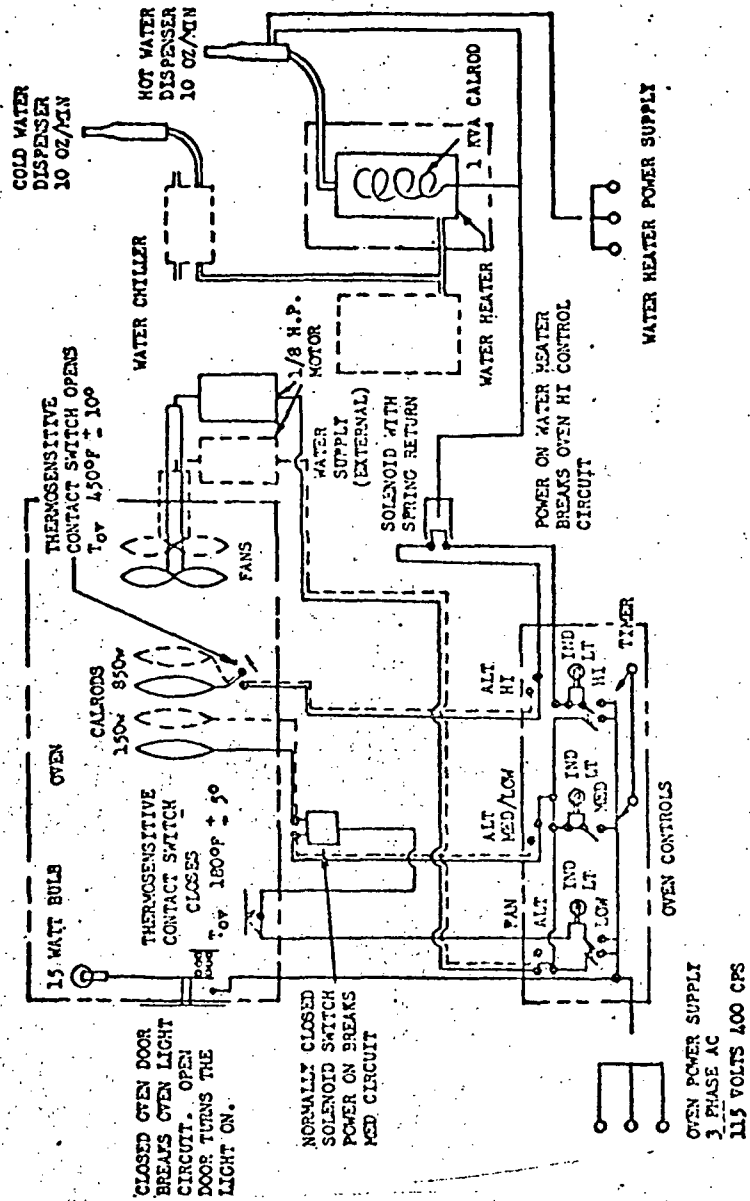 COLD WATER
DISPENSER
10 OZ/MIN
HOT WATER
DISPENSER
10 OZ/MIN
WATER CHILLER
1 KVA CALROD
WATER HEATER
WATER HEATER POWER SUPPLY
1/8 H.P.
MOTOR
WATER
SUPPLY
(EXTERNAL)
SOLENOID WITH
SPRING RETURN
POWER ON WATER HEATER
BREAKS OVEN HI CONTROL
CIRCUIT
THERMOSENSITIVE
CONTACT SWITCH OPENS
Tov 450°F ± 10°
FANS
CALRODS
150w 850w
OVEN
15 WATT BULB
THERMOSENSITIVE
CONTACT SWITCH
CLOSES
Tov 180°F ± 5°
CLOSED OVEN DOOR
BREAKS OVEN LIGHT
CIRCUIT. OPEN
DOOR TURNS THE
LIGHT ON.
NORMALLY CLOSED
SOLENOID SWITCH
POWER ON BREAKS
MED CIRCUIT
FAN
ALT
ALT
MED/LOW
ALT
HI
IND
LT
LOW
IND
LT
MED
IND
LT
HI
TIMER
OVEN CONTROLS
OVEN POWER SUPPLY
3 PHASE AC
115 VOLTS 400 CPS